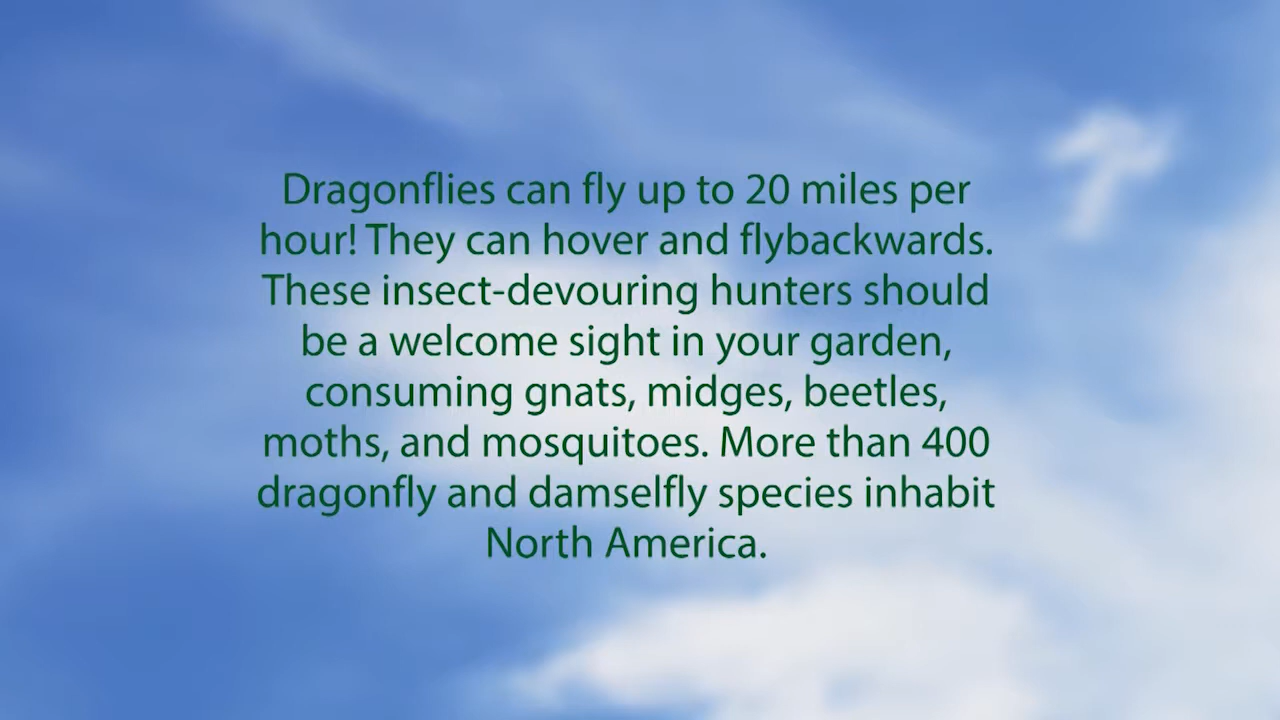 Dragonflies can fly up to 20 miles per
hour! They can hover and flybackwards.
These insect-devouring hunters should
be a welcome sight in your garden,
consuming gnats, midges, beetles,
moths, and mosquitoes. More than 400
dragonfly and damselfly species inhabit
North America.